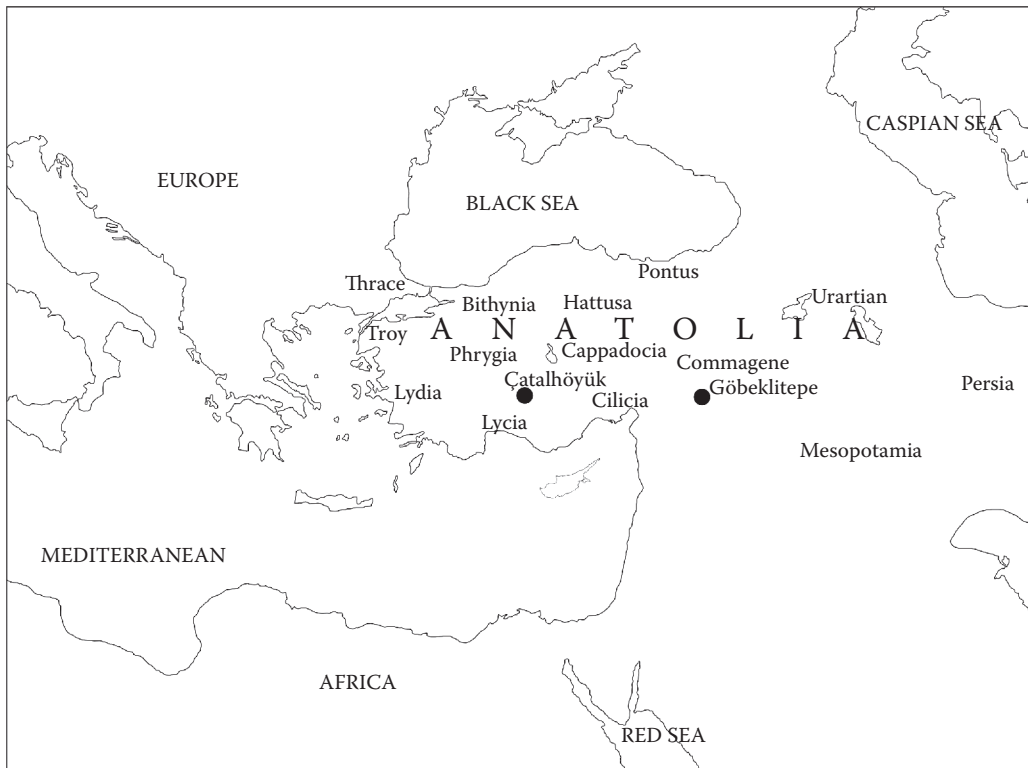 CASPIAN SEA
EUROPE
BLACK SEA
Pontus
Thrace
Bithynia
Hattusa
Urartian
Troy
ANATOLIA
Phrygia
Cappadocia
Commagene
Çatalhöyük
Göbeklitepe
Persia
Lydia
Cilicia
Lycia
Mesopotamia
MEDITERRANEAN
AFRICA
RED SEA